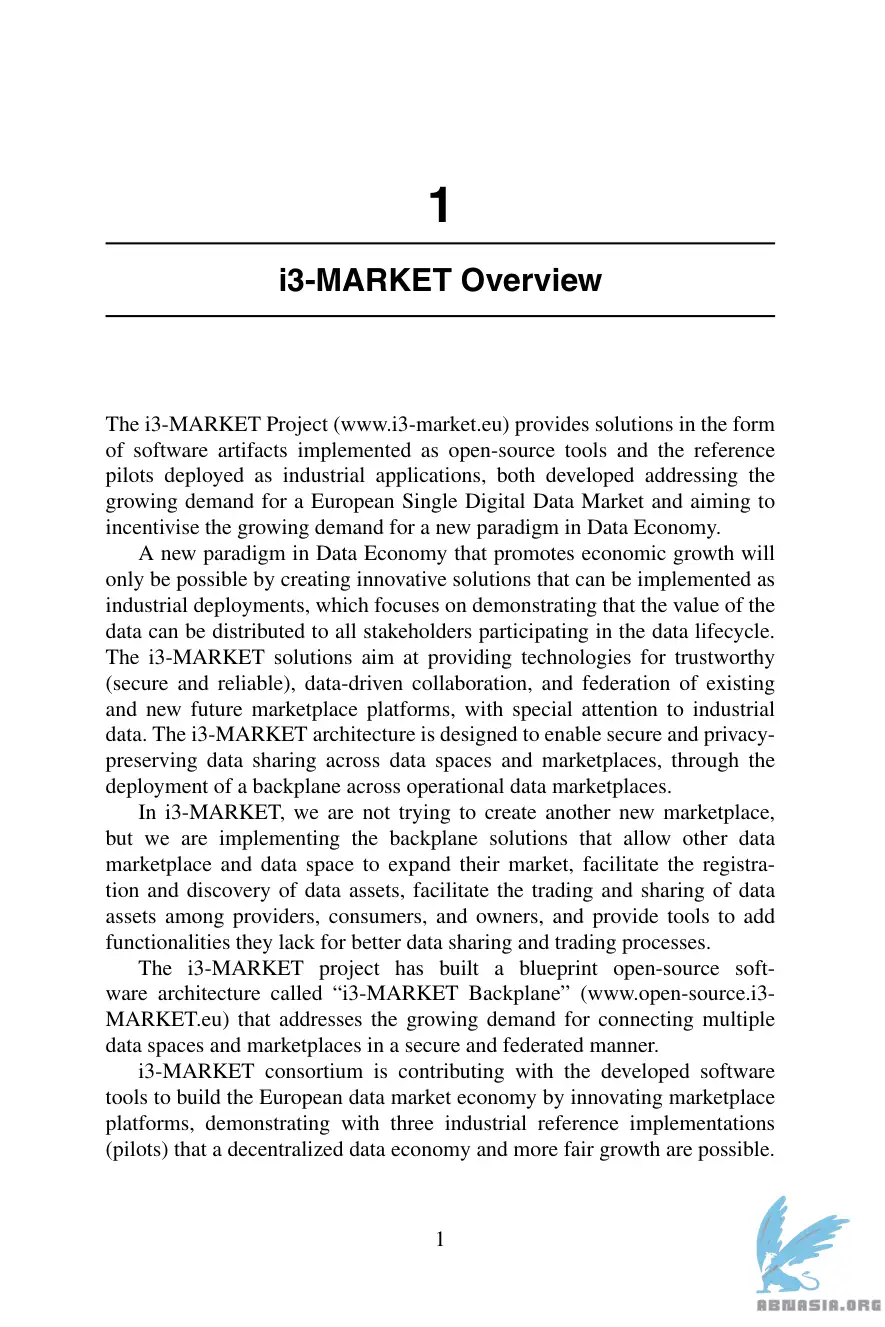 1
i3-MARKET Overview
The i3-MARKET Project (www.i3-market.eu) provides solutions in the form
of software artifacts implemented as open-source tools and the reference
pilots deployed as industrial applications, both developed addressing the
growing demand for a European Single Digital Data Market and aiming to
incentivise the growing demand for a new paradigm in Data Economy.
A new paradigm in Data Economy that promotes economic growth will
only be possible by creating innovative solutions that can be implemented as
industrial deployments, which focuses on demonstrating that the value of the
data can be distributed to all stakeholders participating in the data lifecycle.
The i3-MARKET solutions aim at providing technologies for trustworthy
(secure and reliable), data-driven collaboration, and federation of existing
and new future marketplace platforms, with special attention to industrial
data. The i3-MARKET architecture is designed to enable secure and privacy-
preserving data sharing across data spaces and marketplaces, through the
deployment of a backplane across operational data marketplaces.
In i3-MARKET, we are not trying to create another new marketplace,
but we are implementing the backplane solutions that allow other data
marketplace and data space to expand their market, facilitate the registra-
tion and discovery of data assets, facilitate the trading and sharing of data
assets among providers, consumers, and owners, and provide tools to add
functionalities they lack for better data sharing and trading processes.
The i3-MARKET project has built a blueprint open-source soft-
ware architecture called “i3-MARKET Backplane” (www.open-source.i3-
MARKET.eu) that addresses the growing demand for connecting multiple
data spaces and marketplaces in a secure and federated manner.
i3-MARKET consortium is contributing with the developed software
tools to build the European data market economy by innovating marketplace
platforms, demonstrating with three industrial reference implementations
(pilots) that a decentralized data economy and more fair growth are possible.
1
ABNASIA.ORG